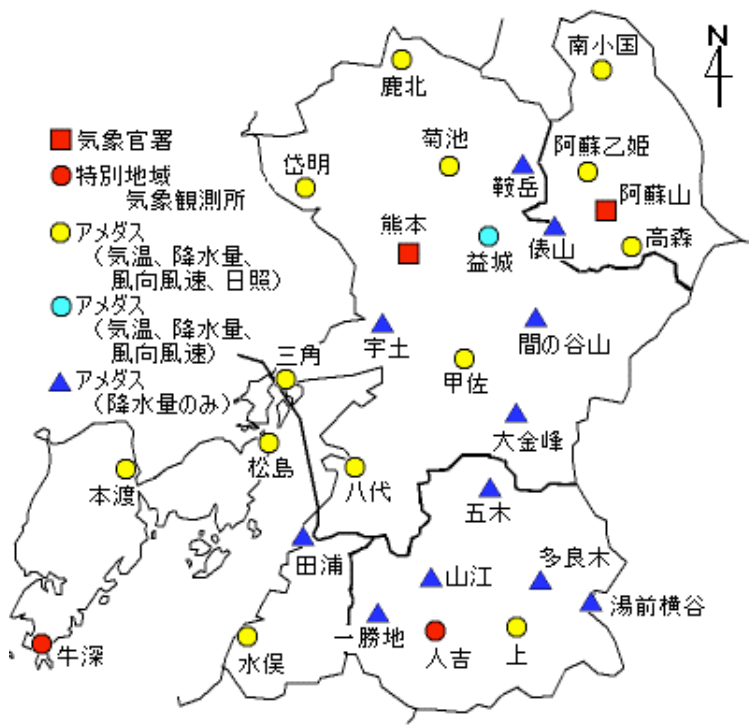 南小国
N
鹿北
気象官署
菊池
阿蘇乙姫
岱明
鞍岳
特別地域
気象観測所
阿蘇山
熊本
アメダス
(気温、降水量、
風向風速、日照)
益城
俵山
高森
アメダス
(気温、降水量、
風向風速)
宇土
間の谷山
三角
甲佐
アメダス
(降水量のみ)
大金峰
松島
八代
本渡
五木
田浦
山江
多良木
湯前横谷
一勝地
人吉
上
水俣
牛深